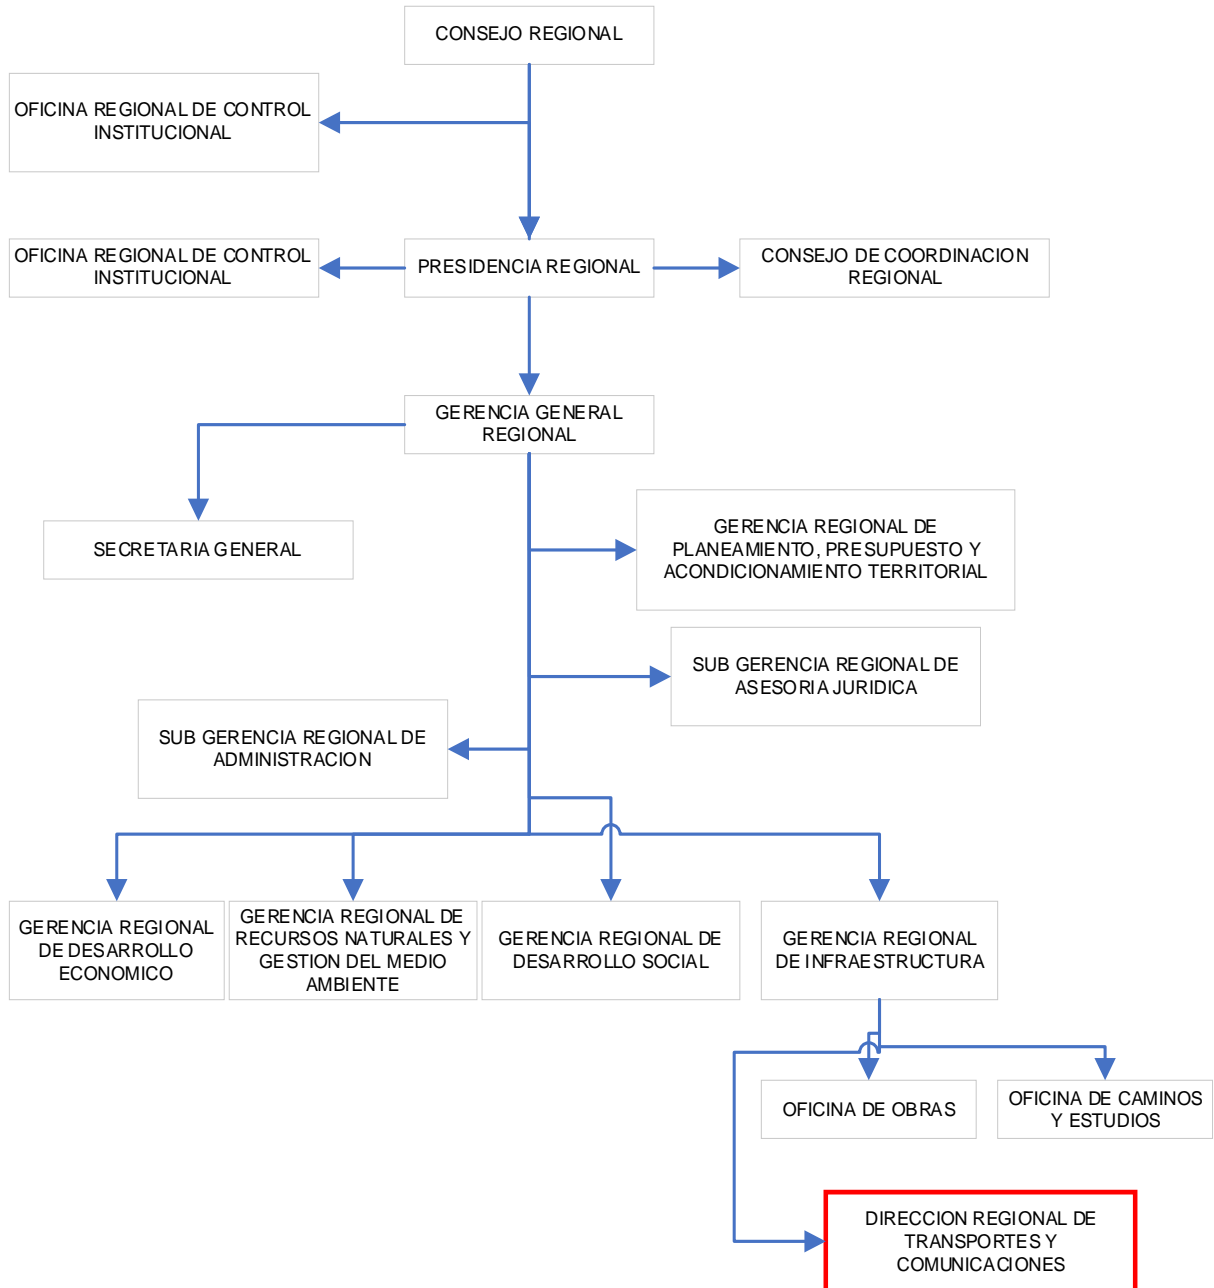 CONSEJO REGIONAL
OFICINA REGIONAL DE CONTROL
INSTITUCIONAL
OFICINA REGIONAL DE CONTROL
INSTITUCIONAL
PRESIDENCIA REGIONAL
CONSEJO DE COORDINACION
REGIONAL
GERENCIA GENERAL
REGIONAL
SECRETARIA GENERAL
GERENCIA REGIONAL DE
PLANEAMIENTO, PRESUPUESTO Y
ACONDICIONAMIENTO TERRITORIAL
SUB GERENCIA REGIONAL DE
ASESORIA JURIDICA
SUB GERENCIA REGIONAL DE
ADMINISTRACION
GERENCIA REGIONAL
DE DESARROLLO
ECONOMICO
GERENCIA REGIONAL DE
RECURSOS NATURALES Y
GESTION DEL MEDIO
AMBIENTE
GERENCIA REGIONAL DE
DESARROLLO SOCIAL
GERENCIA REGIONAL
DE INFRAESTRUCTURA
OFICINA DE OBRAS
OFICINA DE CAMINOS
Y ESTUDIOS
DIRECCION REGIONAL DE
TRANSPORTES Y
COMUNICACIONES